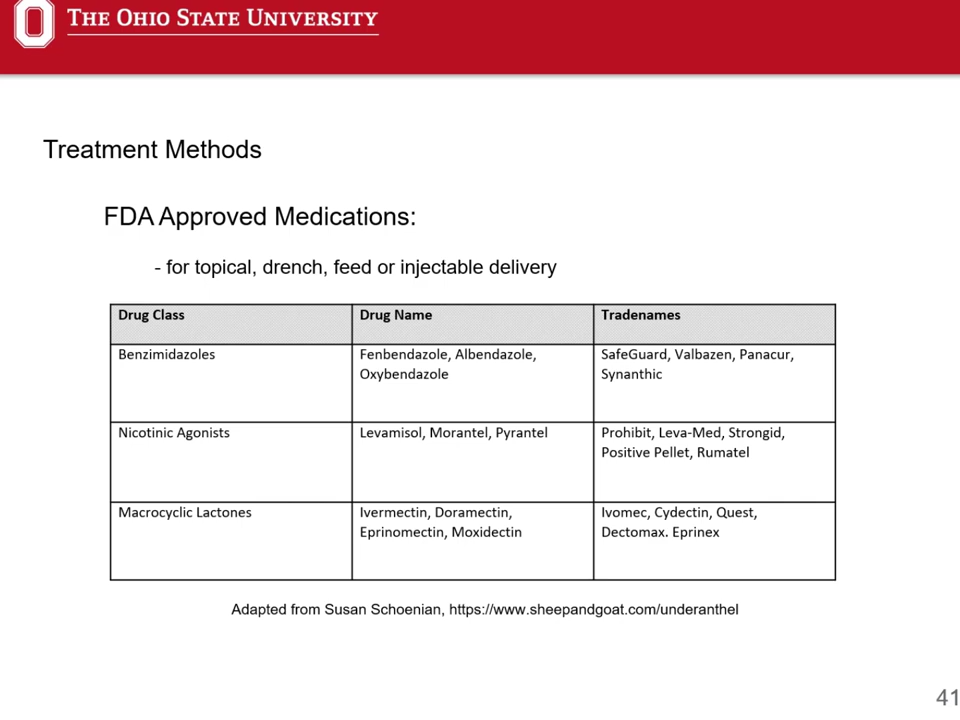 THE OHIO STATE UNIVERSITY
Treatment Methods
FDA Approved Medications:
- for topical, drench, feed or injectable delivery
Drug Class Drug Name Tradenames
Benzimidazoles Fenbendazole, Albendazole, SafeGuard, Valbazen, Panacur,
Oxybendazole Synanthic
Nicotinic Agonists Levamisol, Morantel, Pyrantel Prohibit, Leva-Med, Strongid,
Positive Pellet, Rumatel
Macrocyclic Lactones Ivermectin, Doramectin, Ivomec, Cydectin, Quest,
Eprinomectin, Moxidectin Dectomax. Eprinex
Adapted from Susan Schoenian, https://www.sheepandgoat.com/underanthel
41